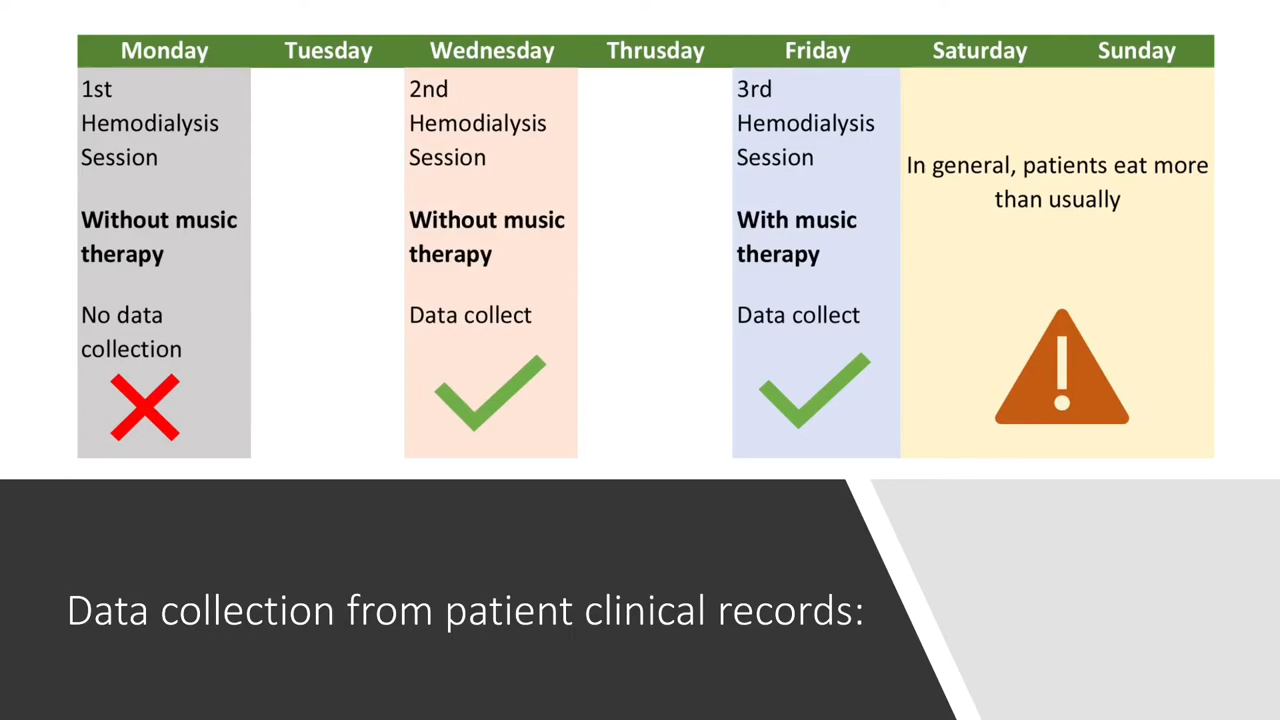 Monday Tuesday Wednesday Thrusday Friday Saturday Sunday
1st
Hemodialysis
Session
Without music
therapy
No data
collection
2nd
Hemodialysis
Session
Without music
therapy
Data collect
3rd
Hemodialysis
Session
With music
therapy
Data collect
In general, patients eat more
than usually
Data collection from patient clinical records: